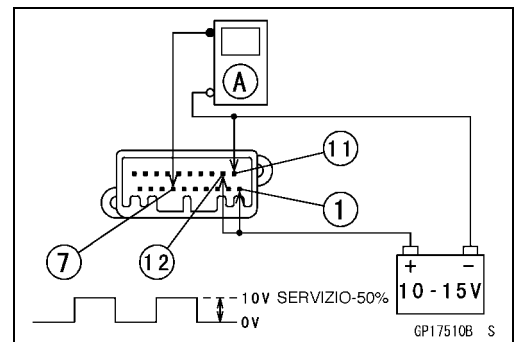 A
11
1
7
12
+ −
10-15V
10V SERVIZIO-50%
0V
GP17510B S